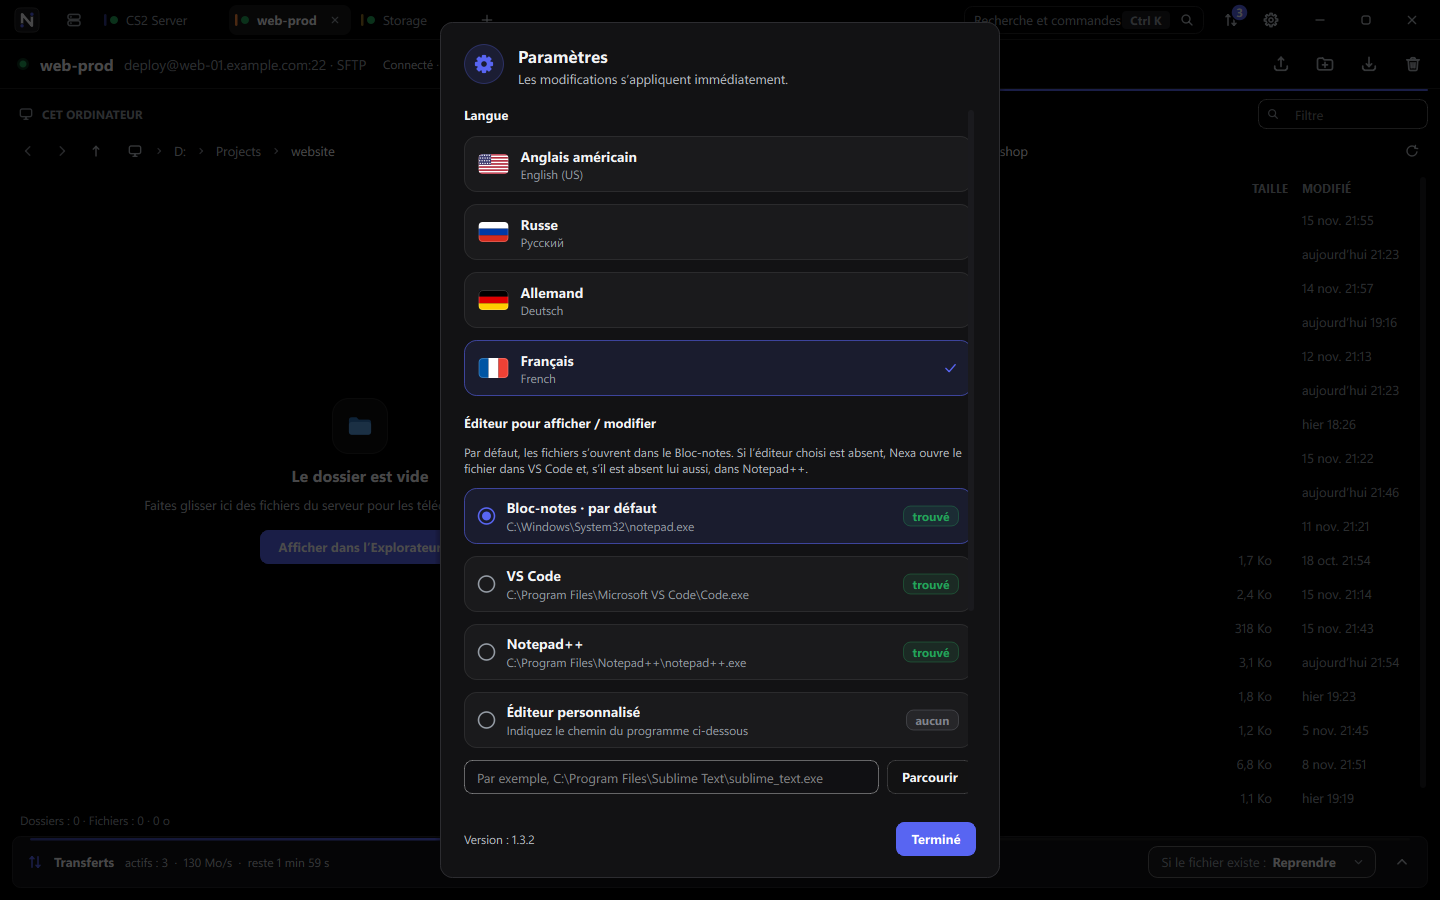 N
CS2 Server
web-prod
Storage
Recherche et commandes
Ctrl K
3
web-prod
deploy@web-01.example.com:22 · SFTP
Connecté ·
CET ORDINATEUR
D:
Projects
website
Le dossier est vide
Faites glisser ici des fichiers du serveur pour les télé
Afficher dans l'Explorateur
Dossiers : 0 · Fichiers : 0 · 0 o
Paramètres
Les modifications s'appliquent immédiatement.
Langue
Anglais américain
English (US)
Russe
Русский
Allemand
Deutsch
Français
French
Éditeur pour afficher / modifier
Par défaut, les fichiers s'ouvrent dans le Bloc-notes. Si l'éditeur choisi est absent, Nexa ouvre le
fichier dans VS Code et, s'il est absent lui aussi, dans Notepad++.
Bloc-notes · par défaut
C:\Windows\System32\notepad.exe
trouvé
VS Code
C:\Program Files\Microsoft VS Code\Code.exe
trouvé
Notepad++
C:\Program Files\Notepad++\notepad++.exe
trouvé
Éditeur personnalisé
Indiquez le chemin du programme ci-dessous
aucun
Par exemple, C:\Program Files\Sublime Text\sublime_text.exe
Parcourir
Version : 1.3.2
Terminé
Filtre
shop
TAILLE MODIFIÉ
15 nov. 21:55
aujourd'hui 21:23
14 nov. 21:57
aujourd'hui 19:16
12 nov. 21:13
aujourd'hui 21:23
hier 18:26
15 nov. 21:22
aujourd'hui 21:46
11 nov. 21:21
1,7 Ko 18 oct. 21:54
2,4 Ko 15 nov. 21:14
318 Ko 15 nov. 21:43
3,1 Ko aujourd'hui 21:54
1,8 Ko hier 19:23
1,2 Ko 5 nov. 21:45
6,8 Ko 8 nov. 21:51
1,1 Ko hier 19:19
Transferts
actifs : 3 · 130 Mo/s · reste 1 min 59 s
Si le fichier existe : Reprendre